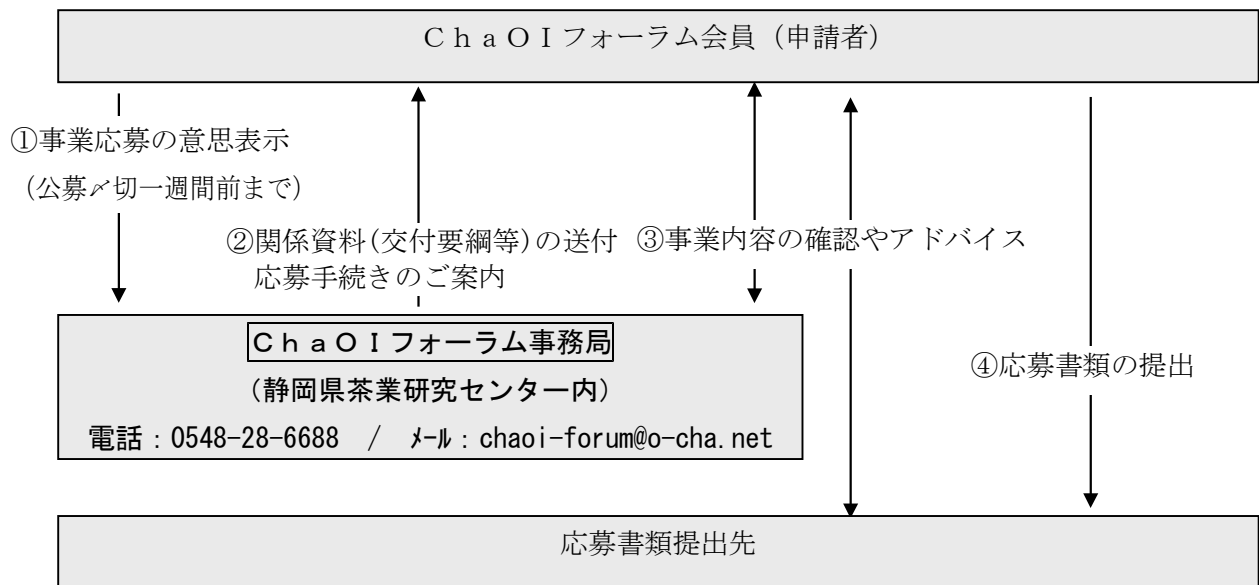 ＣｈａＯＩフォーラム会員（申請者）
①事業応募の意思表示
（公募〆切一週間前まで）
②関係資料(交付要綱等)の送付
応募手続きのご案内
③事業内容の確認やアドバイス
ＣｈａＯＩフォーラム事務局
（静岡県茶業研究センター内）
電話：0548-28-6688　/　ﾒｰﾙ：chaoi-forum@o-cha.net
④応募書類の提出
応募書類提出先